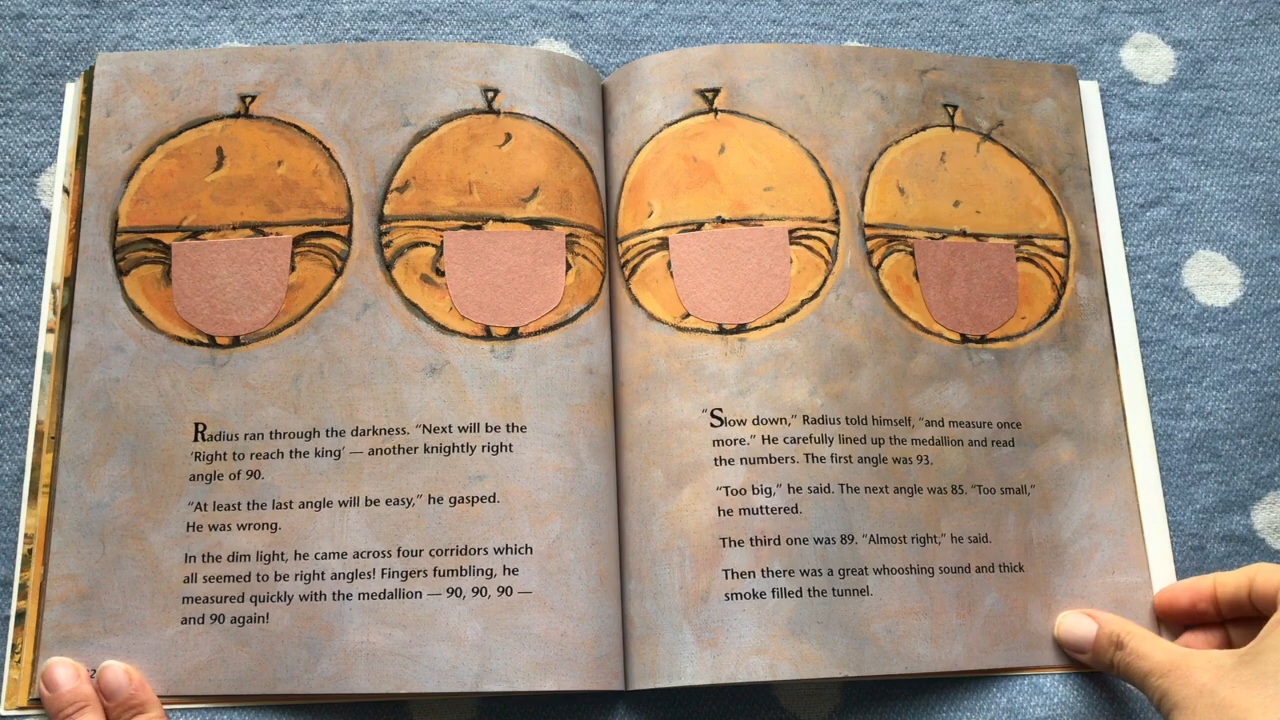 Radius ran through the darkness. “Next will be the
‘Right to reach the king’ — another knightly right
angle of 90.
“At least the last angle will be easy,” he gasped.
He was wrong.
In the dim light, he came across four corridors which
all seemed to be right angles! Fingers fumbling, he
measured quickly with the medallion — 90, 90, 90 —
and 90 again!
“Slow down,” Radius told himself, “and measure once
more.” He carefully lined up the medallion and read
the numbers. The first angle was 93.
“Too big,” he said. The next angle was 85. “Too small,”
he muttered.
The third one was 89. “Almost right,” he said.
Then there was a great whooshing sound and thick
smoke filled the tunnel.